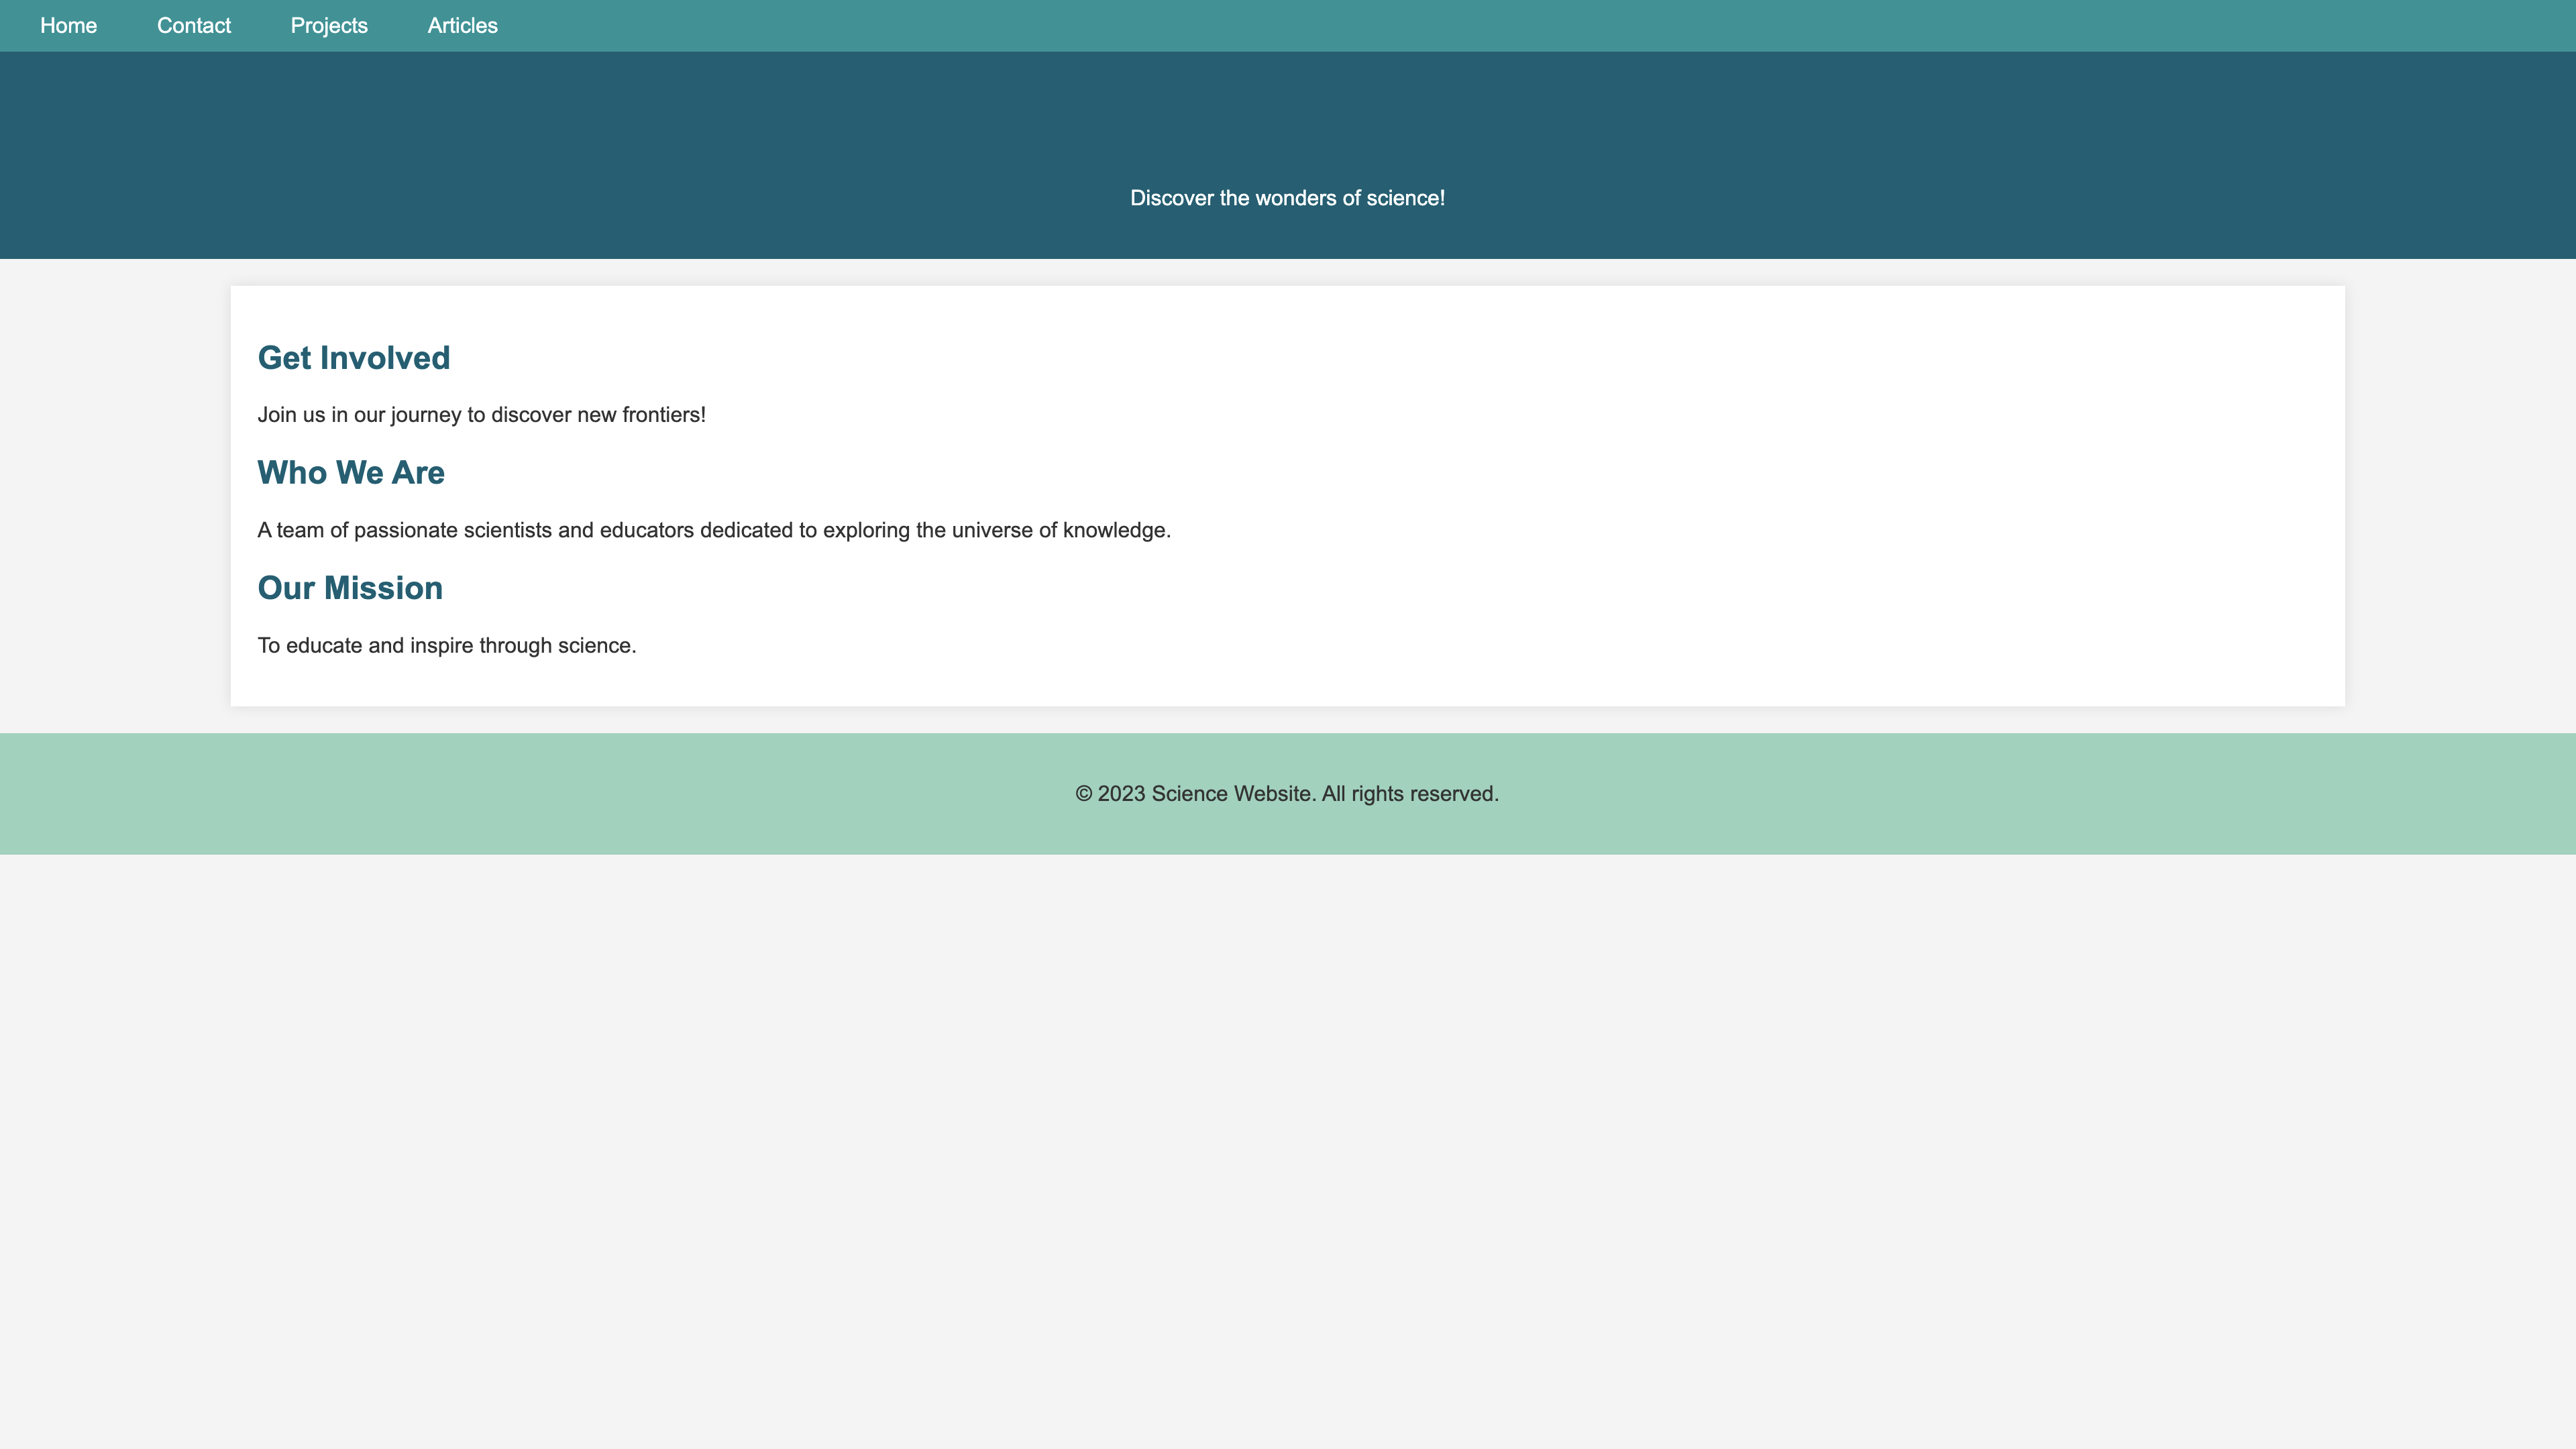 Home Contact Projects Articles
Discover the wonders of science!
Get Involved
Join us in our journey to discover new frontiers!
Who We Are
A team of passionate scientists and educators dedicated to exploring the universe of knowledge.
Our Mission
To educate and inspire through science.
© 2023 Science Website. All rights reserved.